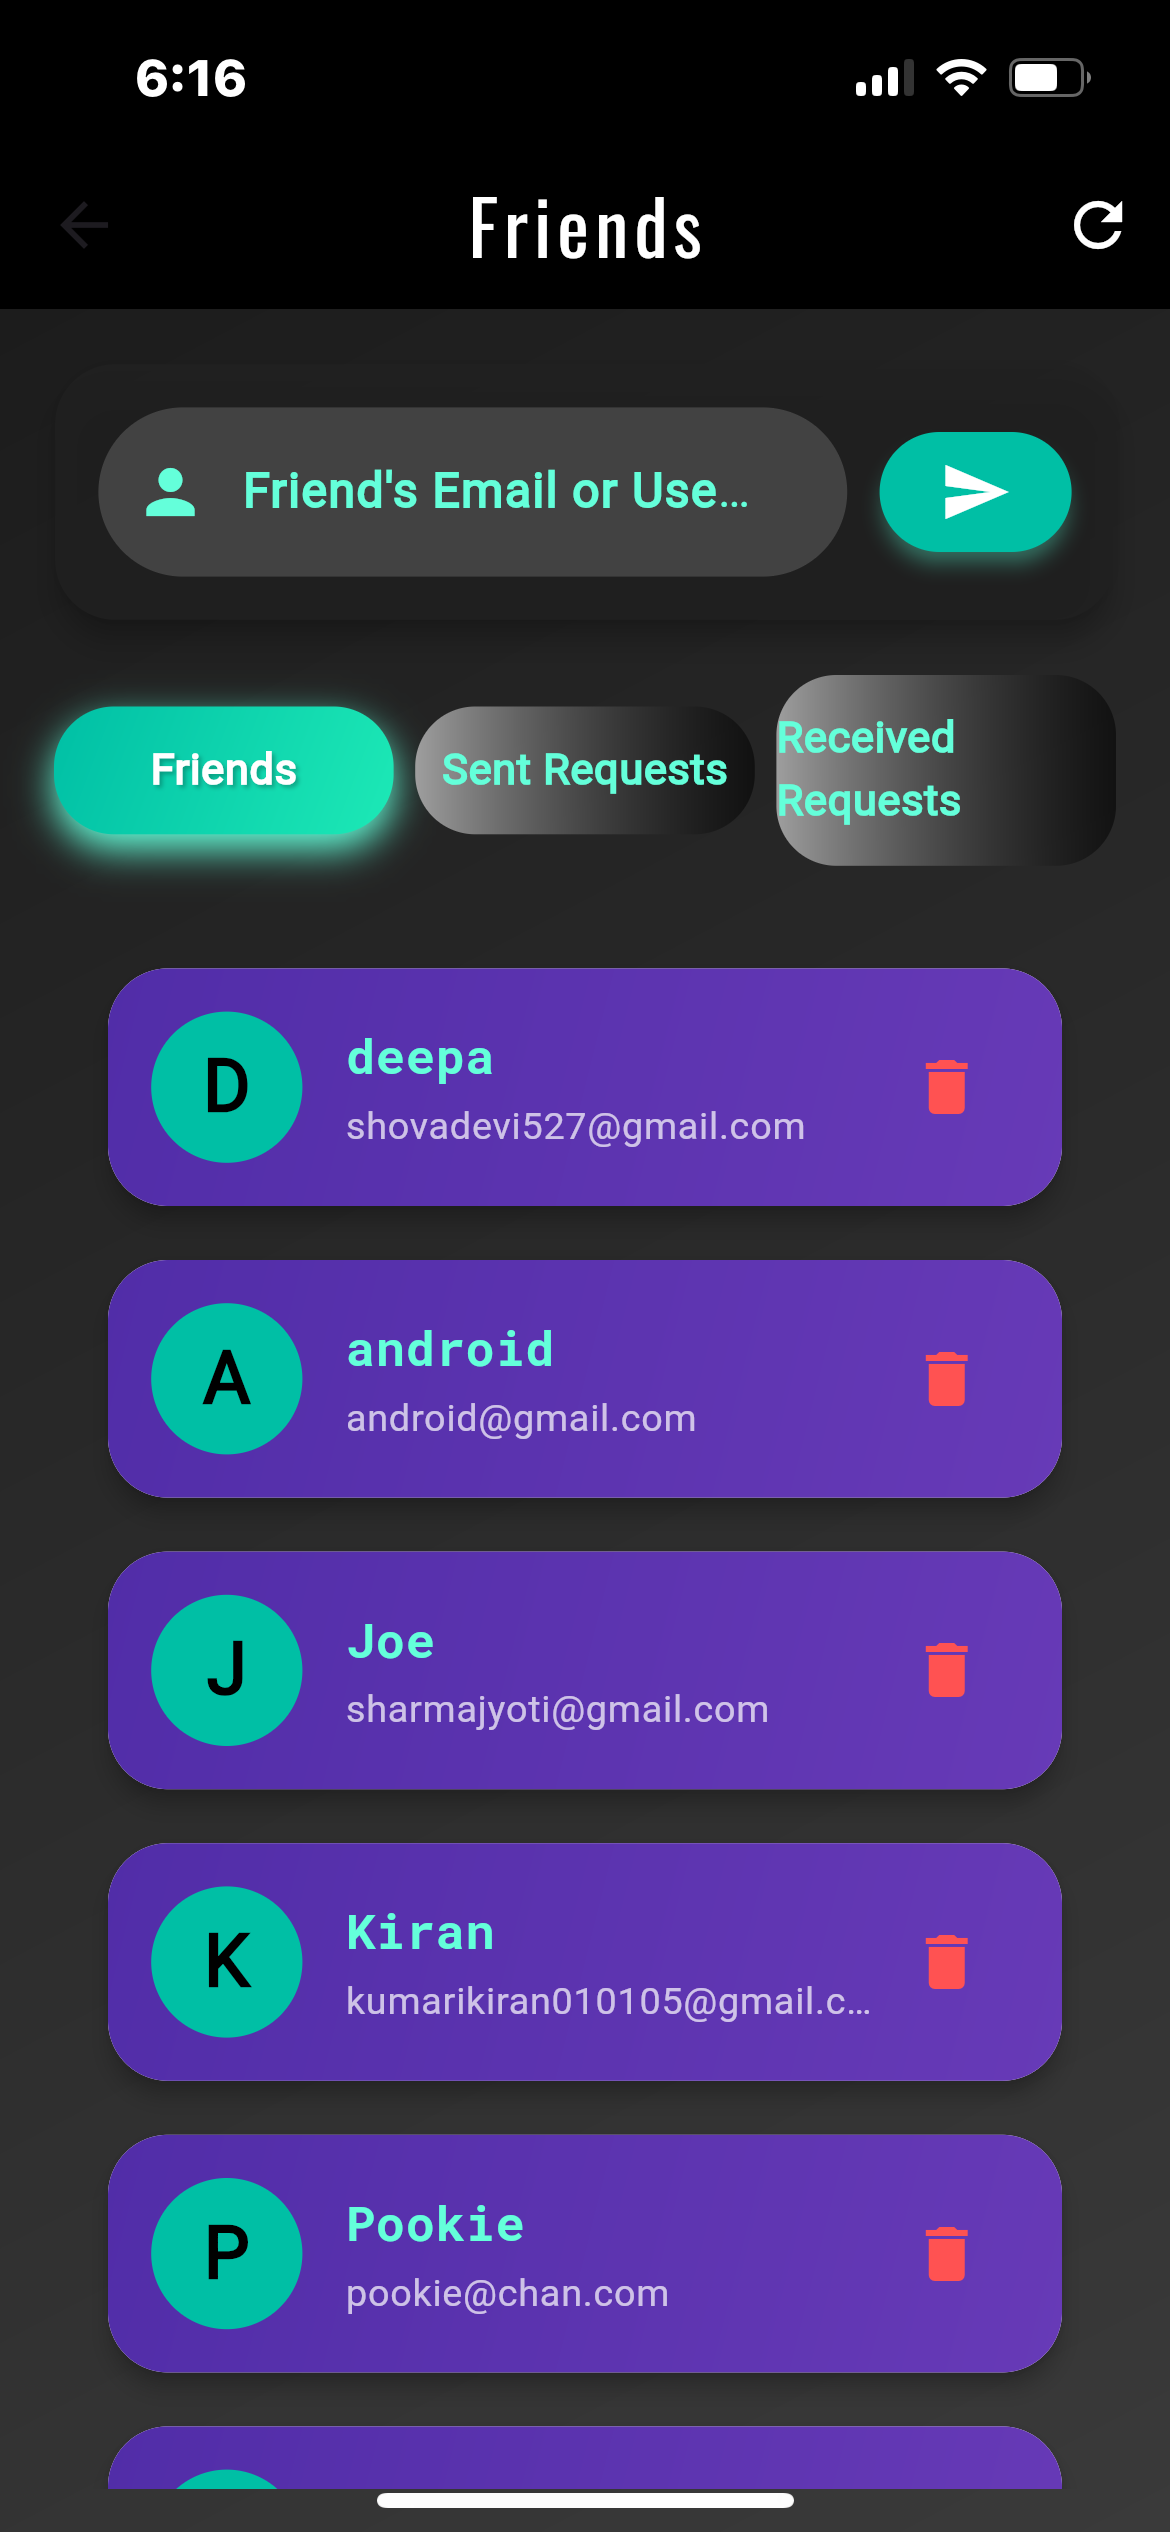 6:16
Friends
Friend's Email or Use...
Friends
Sent Requests
Received
Requests
D
deepa
shovadevi527@gmail.com
A
android
android@gmail.com
J
Joe
sharmajyoti@gmail.com
K
Kiran
kumarikiran010105@gmail.c...
P
Pookie
pookie@chan.com